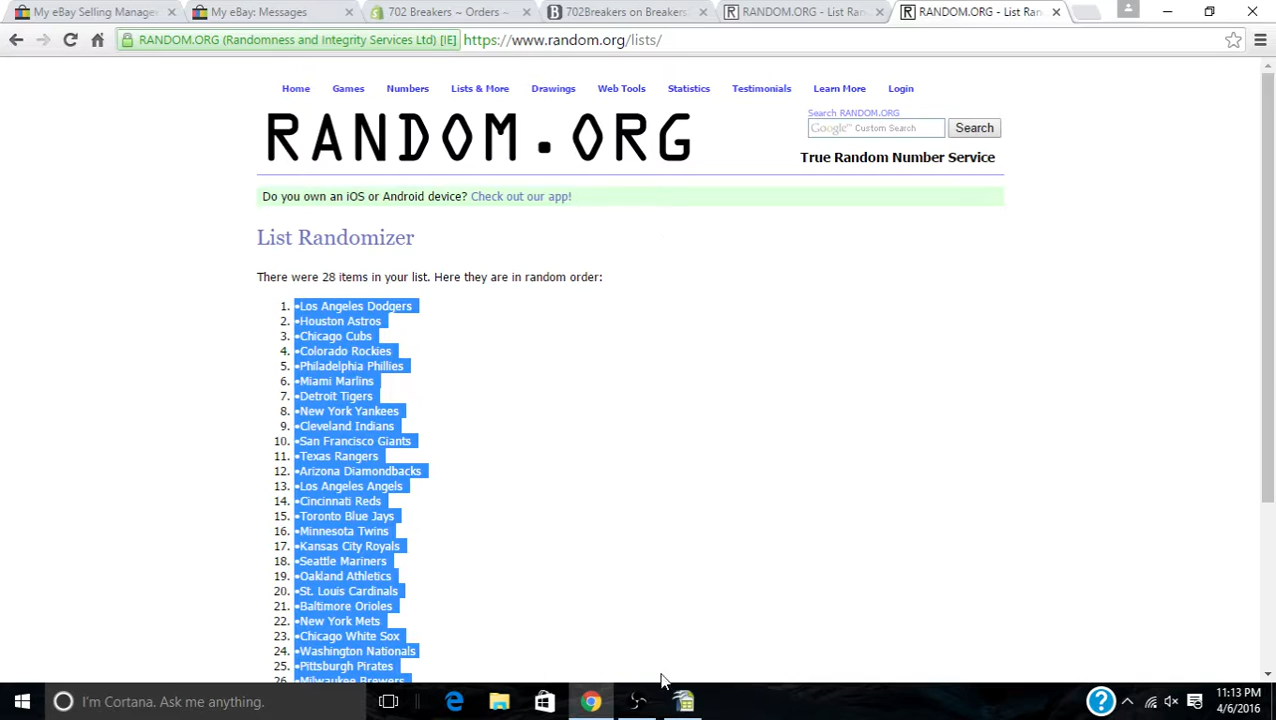 My eBay Selling Manage
My eBay: Messages
702 Breakers ~ Orders ~
702Breakers on Breakers
RANDOM.ORG - List Ran
RANDOM.ORG - List Ran
RANDOM.ORG (Randomness and Integrity Services Ltd) [IE]
https://www.random.org/lists/
Home Games Numbers Lists & More Drawings Web Tools Statistics Testimonials Learn More Login
Search RANDOM.ORG
Google™ Custom Search
Search
RANDOM.ORG
True Random Number Service
Do you own an iOS or Android device? Check out our app!
List Randomizer
There were 28 items in your list. Here they are in random order:
1. •Los Angeles Dodgers
2. •Houston Astros
3. •Chicago Cubs
4. •Colorado Rockies
5. •Philadelphia Phillies
6. •Miami Marlins
7. •Detroit Tigers
8. •New York Yankees
9. •Cleveland Indians
10. •San Francisco Giants
11. •Texas Rangers
12. •Arizona Diamondbacks
13. •Los Angeles Angels
14. •Cincinnati Reds
15. •Toronto Blue Jays
16. •Minnesota Twins
17. •Kansas City Royals
18. •Seattle Mariners
19. •Oakland Athletics
20. •St. Louis Cardinals
21. •Baltimore Orioles
22. •New York Mets
23. •Chicago White Sox
24. •Washington Nationals
25. •Pittsburgh Pirates
26. •Milwaukee Brewers
I'm Cortana. Ask me anything.
11:13 PM
4/6/2016